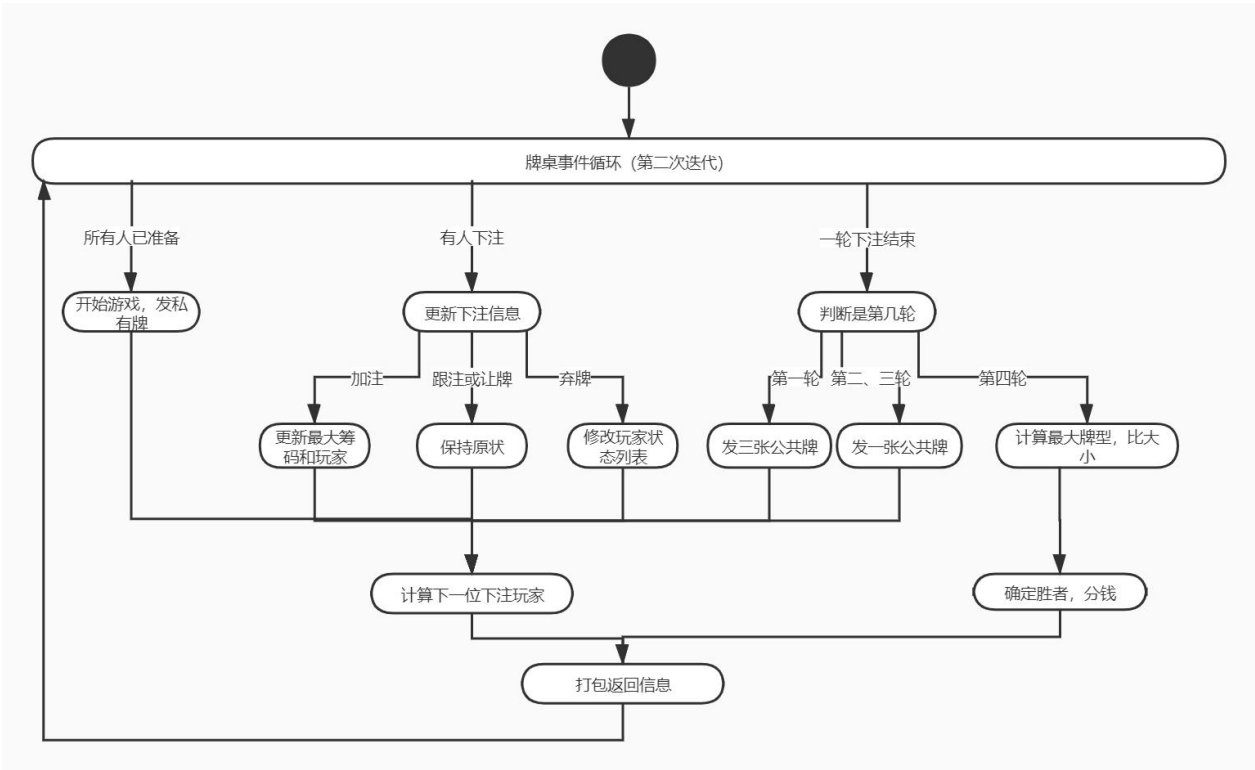 牌桌事件循环（第二次迭代）
所有人已准备
有人下注
一轮下注结束
开始游戏，发私
有牌
更新下注信息
判断是第几轮
加注
跟注或让牌
弃牌
第一轮
第二、三轮
第四轮
更新最大筹
码和玩家
保持原状
修改玩家状
态列表
发三张公共牌
发一张公共牌
计算最大牌型，比大
小
计算下一位下注玩家
确定胜者，分钱
打包返回信息